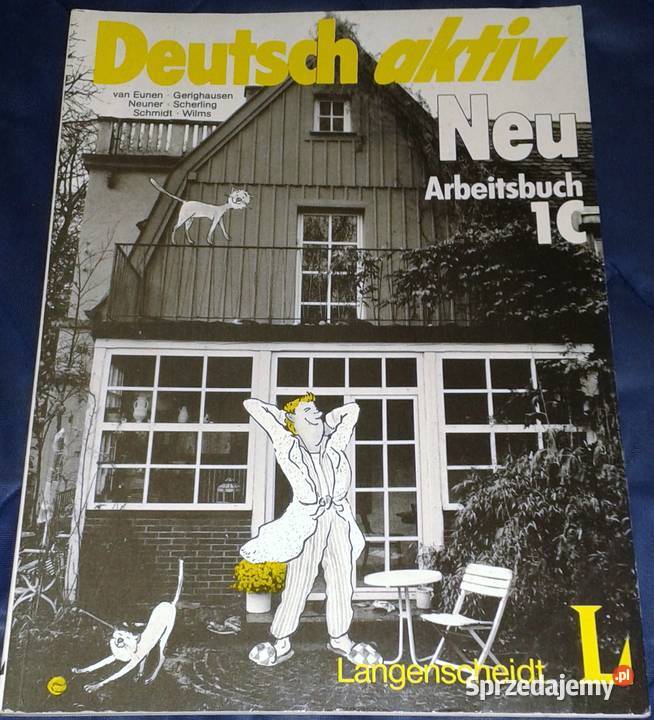 Deutsch aktiv
van Eunen · Gerighausen
Neuner · Scherling
Schmidt · Wilms
Neu
Arbeitsbuch
1C
Langenscheidt
L
Sprzedajemy.pl